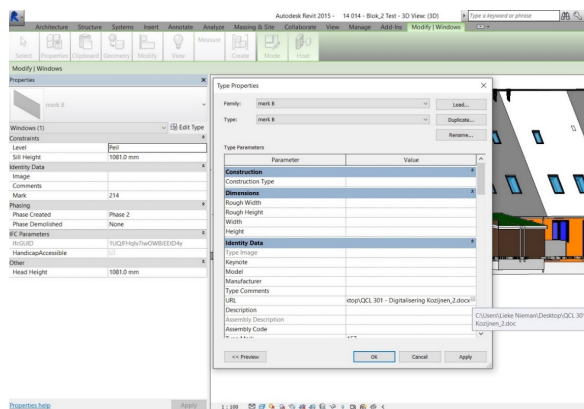 Autodesk Revit 2015 - 14 014 - Blok_2 Test - 3D View: {3D}
Type a keyword or phrase
Architecture Structure Systems Insert Annotate Analyze Massing & Site Collaborate View Manage Add-Ins Modify | Windows
Select Properties Clipboard Geometry Modify View Measure Create Mode Host
Modify | Windows
Properties
merk B
Windows (1)
Edit Type
Constraints
Level Peil
Sill Height 1081.0 mm
Identity Data
Image
Comments
Mark 214
Phasing
Phase Created Phase 2
Phase Demolished None
IFC Parameters
IfcGUID
HandicapAccessible
Other
Head Height 1081.0 mm
Properties help
Apply
Type Properties
Family: merk B
Load...
Type: merk B
Duplicate...
Rename...
Type Parameters
Parameter Value
Construction
Construction Type
Dimensions
Rough Width
Rough Height
Width
Height
Identity Data
Type Image
Keynote
Model
Manufacturer
Type Comments
URL ktop\QCL 301 - Digitalisering Kozijnen_2.docx
Description
Assembly Description
Assembly Code
Type Mark 157
<< Preview OK Cancel Apply
C:\Users\Lieke Nieman\Desktop\QCL 30
Kozijnen_2.doc
1 : 100